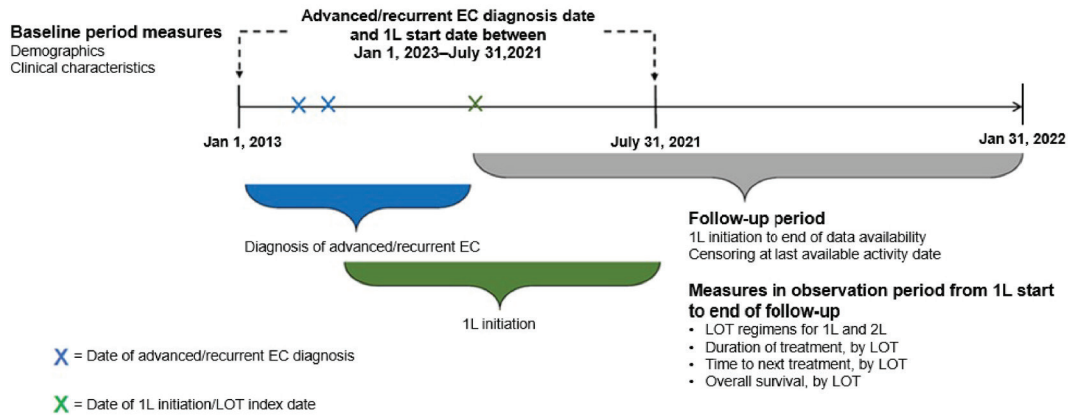 Baseline period measures
Demographics
Clinical characteristics
Advanced/recurrent EC diagnosis date
and 1L start date between
Jan 1, 2023–July 31,2021
X X X
Jan 1, 2013
July 31, 2021
Jan 31, 2022
Diagnosis of advanced/recurrent EC
1L initiation
Follow-up period
1L initiation to end of data availability
Censoring at last available activity date
Measures in observation period from 1L start
to end of follow-up
• LOT regimens for 1L and 2L
• Duration of treatment, by LOT
• Time to next treatment, by LOT
• Overall survival, by LOT
X = Date of advanced/recurrent EC diagnosis
X = Date of 1L initiation/LOT index date